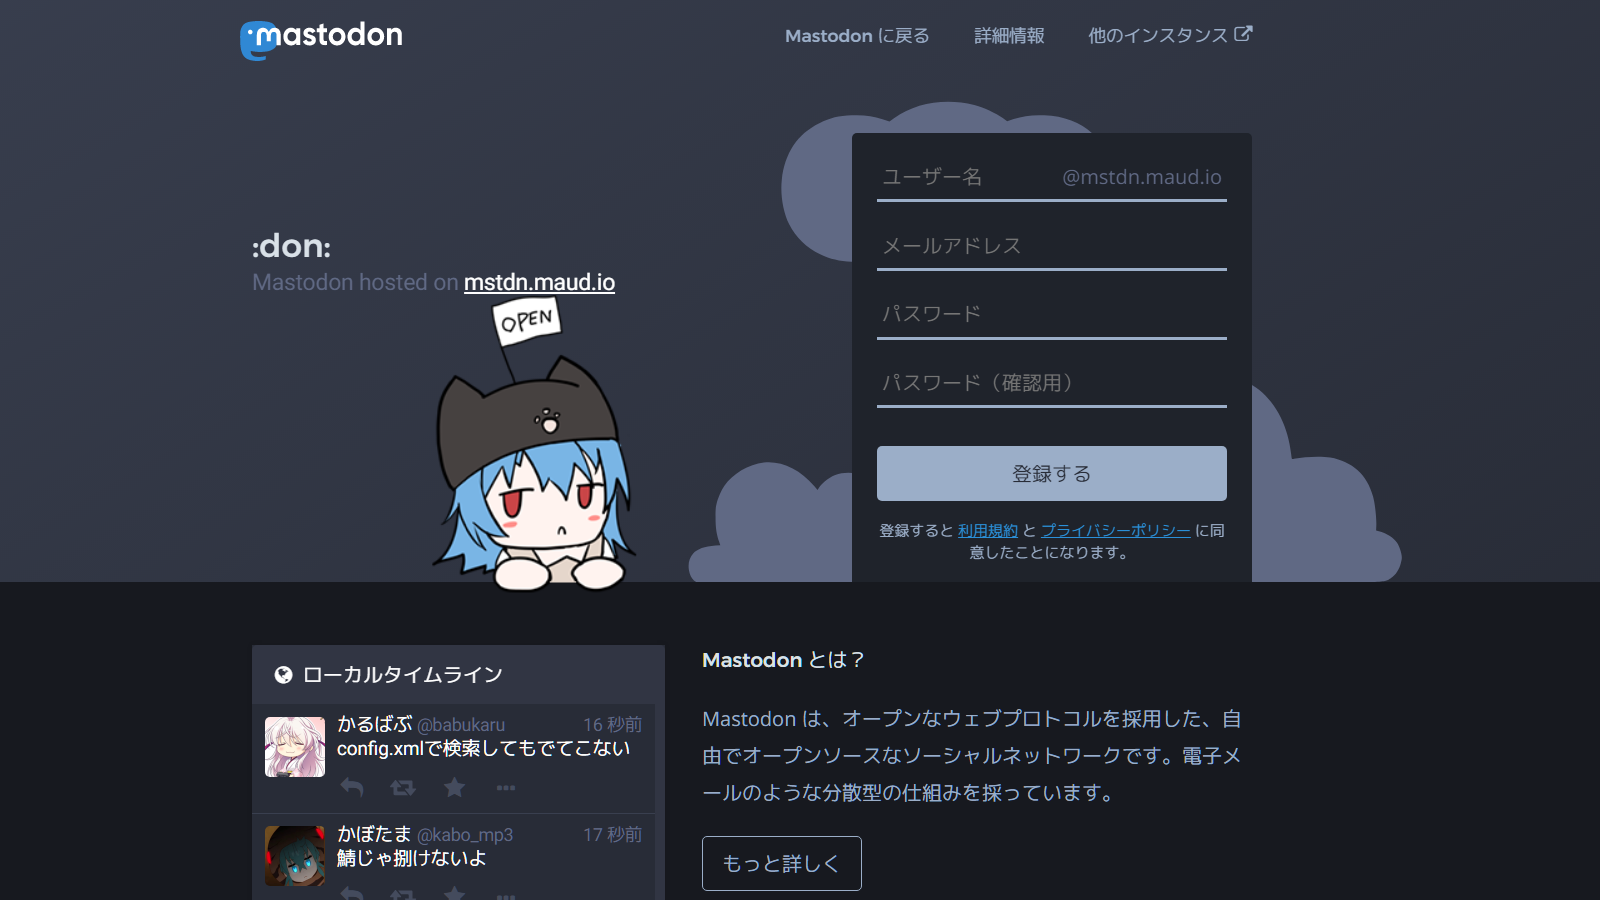 mastodon
Mastodon に戻る
詳細情報
他のインスタンス
:don:
Mastodon hosted on mstdn.maud.io
OPEN
ユーザー名 @mstdn.maud.io
メールアドレス
パスワード
パスワード（確認用）
登録する
登録すると 利用規約 と プライバシーポリシー に同
意したことになります。
ローカルタイムライン
かるばぶ @babukaru 16 秒前
config.xmlで検索してもでてこない
かぼたま @kabo_mp3 17 秒前
鯖じゃ捌けないよ
Mastodon とは？
Mastodon は、オープンなウェブプロトコルを採用した、自
由でオープンソースなソーシャルネットワークです。電子メ
ールのような分散型の仕組みを採っています。
もっと詳しく